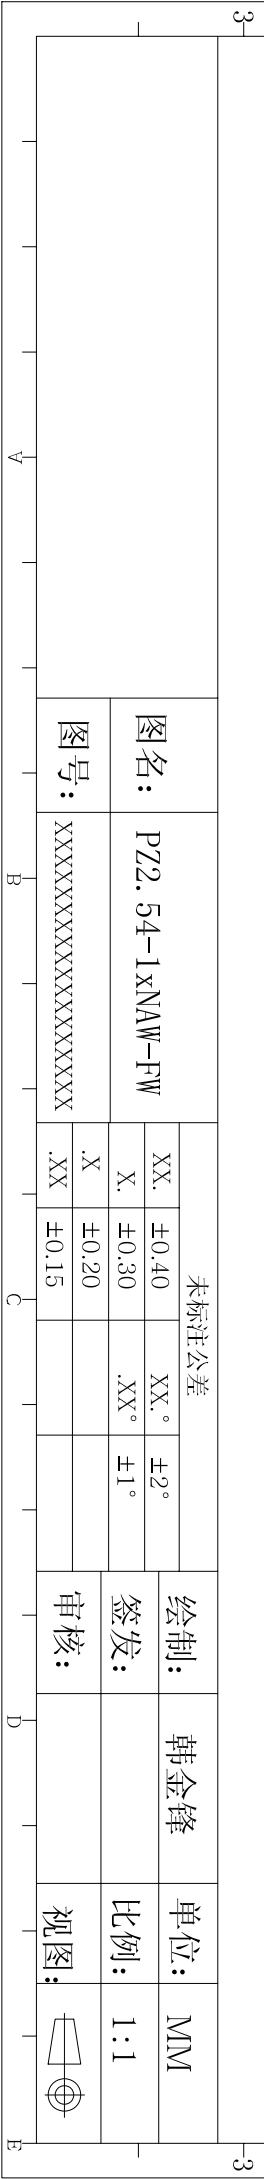 3
3
图名:
PZ2.54-1xNAW-FW
图号:
XXXXXXXXXXXXXXXXXX
未标注公差
XX. ±0.40 XX.° ±2°
X. ±0.30 .XX° ±1°
.X ±0.20
.XX ±0.15
绘制: 韩金锋 单位: MM
签发: 比例: 1:1
审核: 视图:
A
B
C
D
E